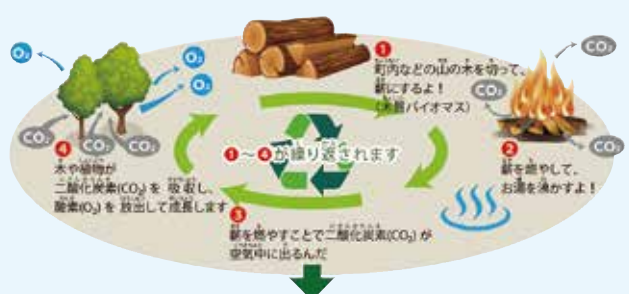 ❶
町内などの山の木を切って、
薪にするよ！
(木質バイオマス)
❷
薪を燃やして、
お湯を沸かすよ！
❸
薪を燃やすことで二酸化炭素(CO₂)が
空気中に出るんだ
❹
木や植物が
二酸化炭素(CO₂)を 吸収し、
酸素(O₂)を 放出して成長します
❶～❹が繰り返されます
O₂
O₂
O₂
CO₂
CO₂
CO₂
CO₂
CO₂
CO₂